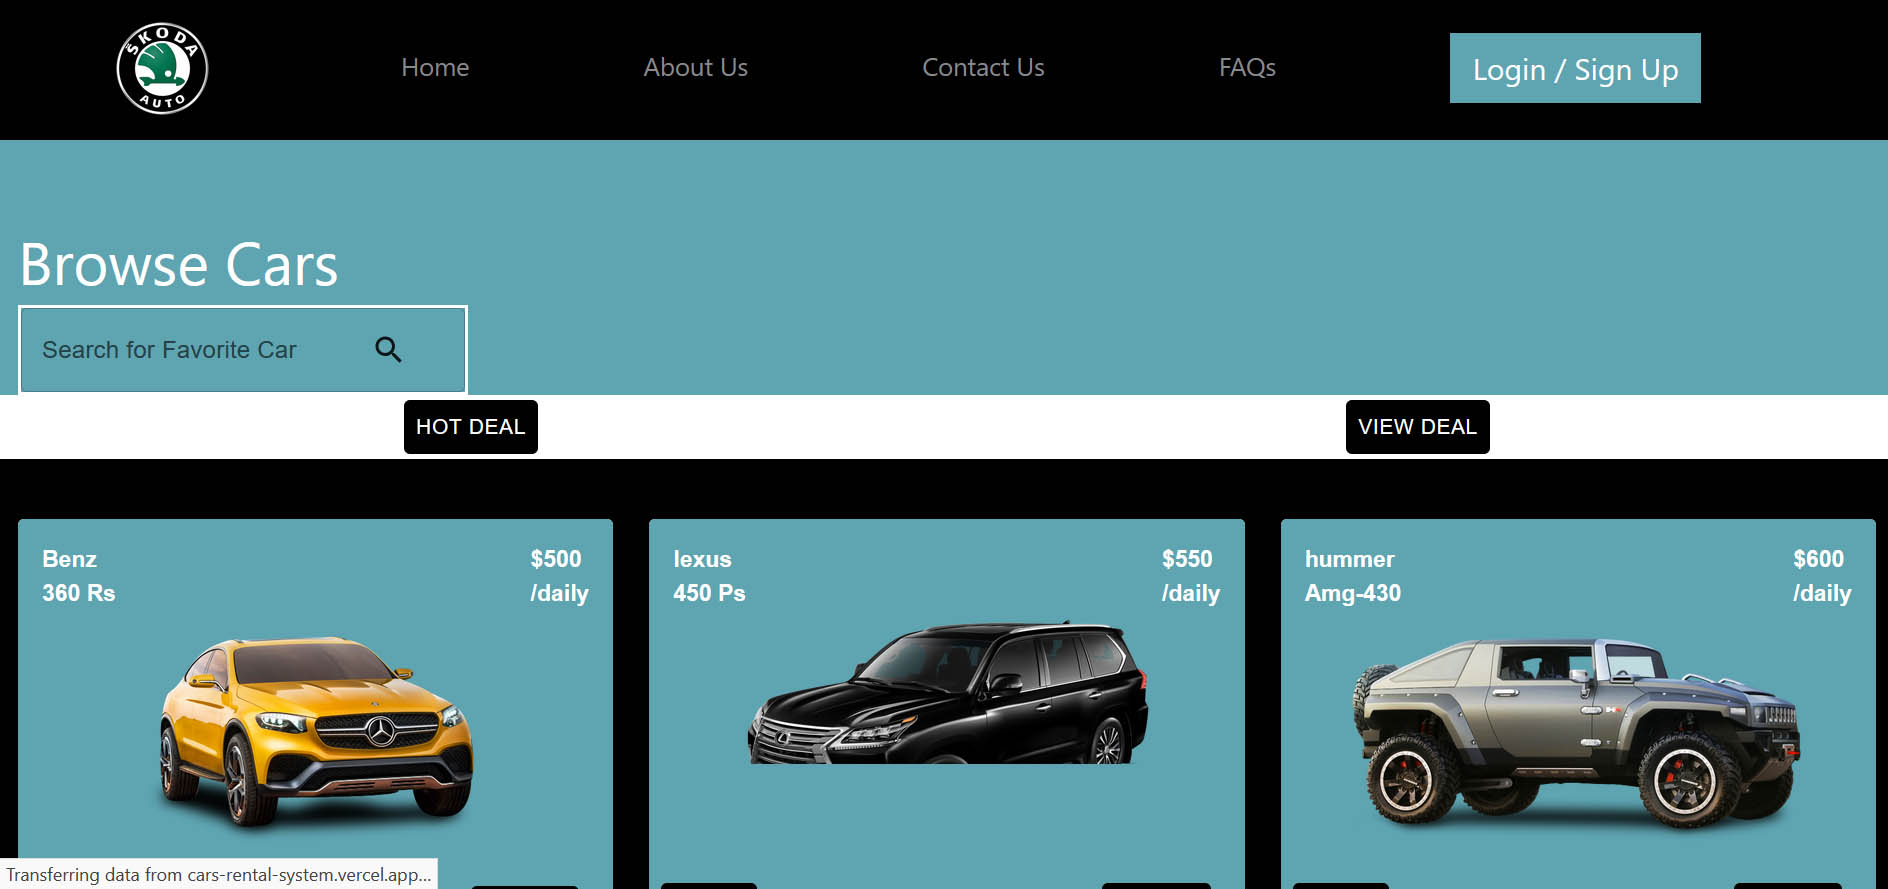 ŠKODA
AUTO
Home
About Us
Contact Us
FAQs
Login / Sign Up
Browse Cars
Search for Favorite Car
HOT DEAL
VIEW DEAL
Benz
$500
360 Rs
/daily
lexus
$550
450 Ps
/daily
hummer
$600
Amg-430
/daily
Transferring data from cars-rental-system.vercel.app...